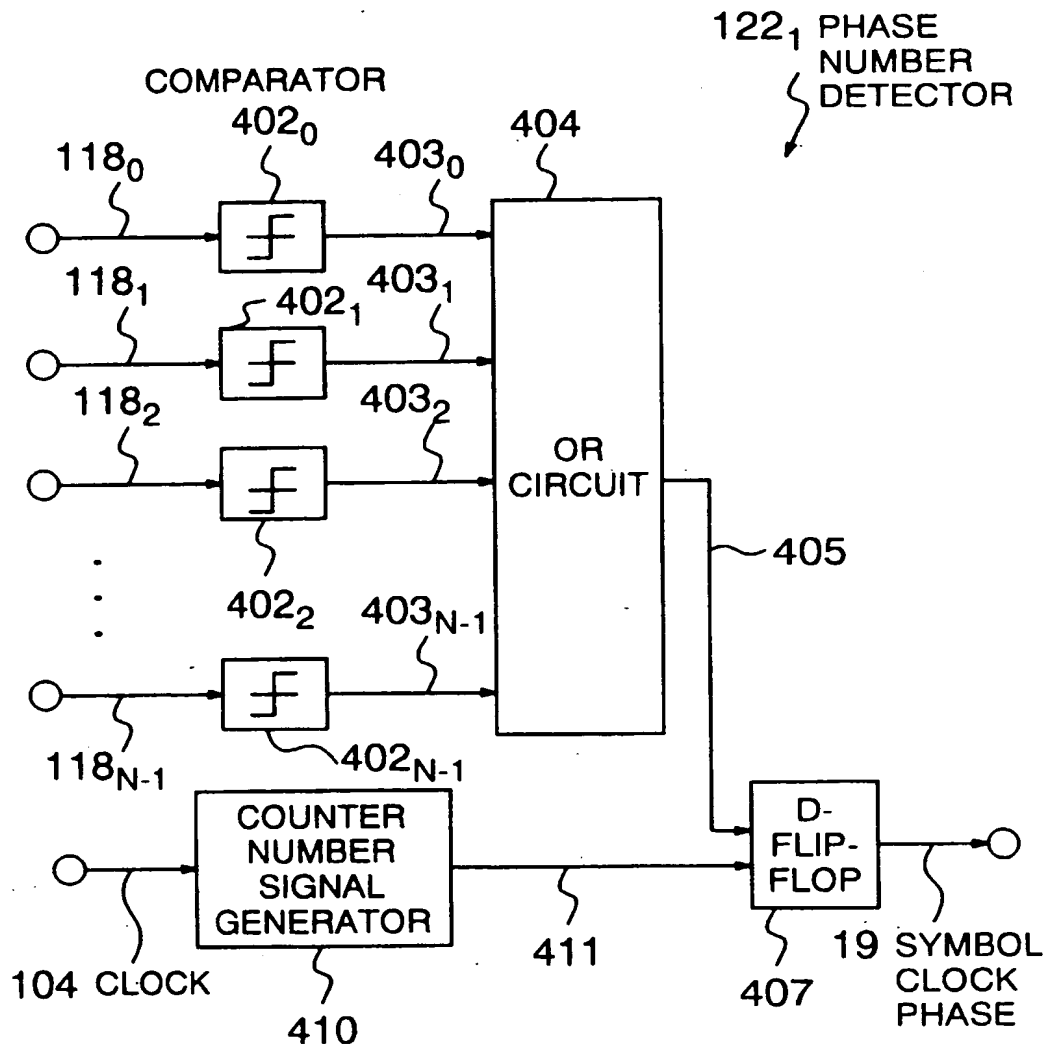 122₁ PHASE
NUMBER
DETECTOR
COMPARATOR
402₀
404
118₀
403₀
118₁
402₁
403₁
118₂
403₂
OR
CIRCUIT
405
402₂
403N-1
118N-1
402N-1
COUNTER
NUMBER
SIGNAL
GENERATOR
D-
FLIP-
FLOP
104 CLOCK
410
411
407
19 SYMBOL
CLOCK
PHASE